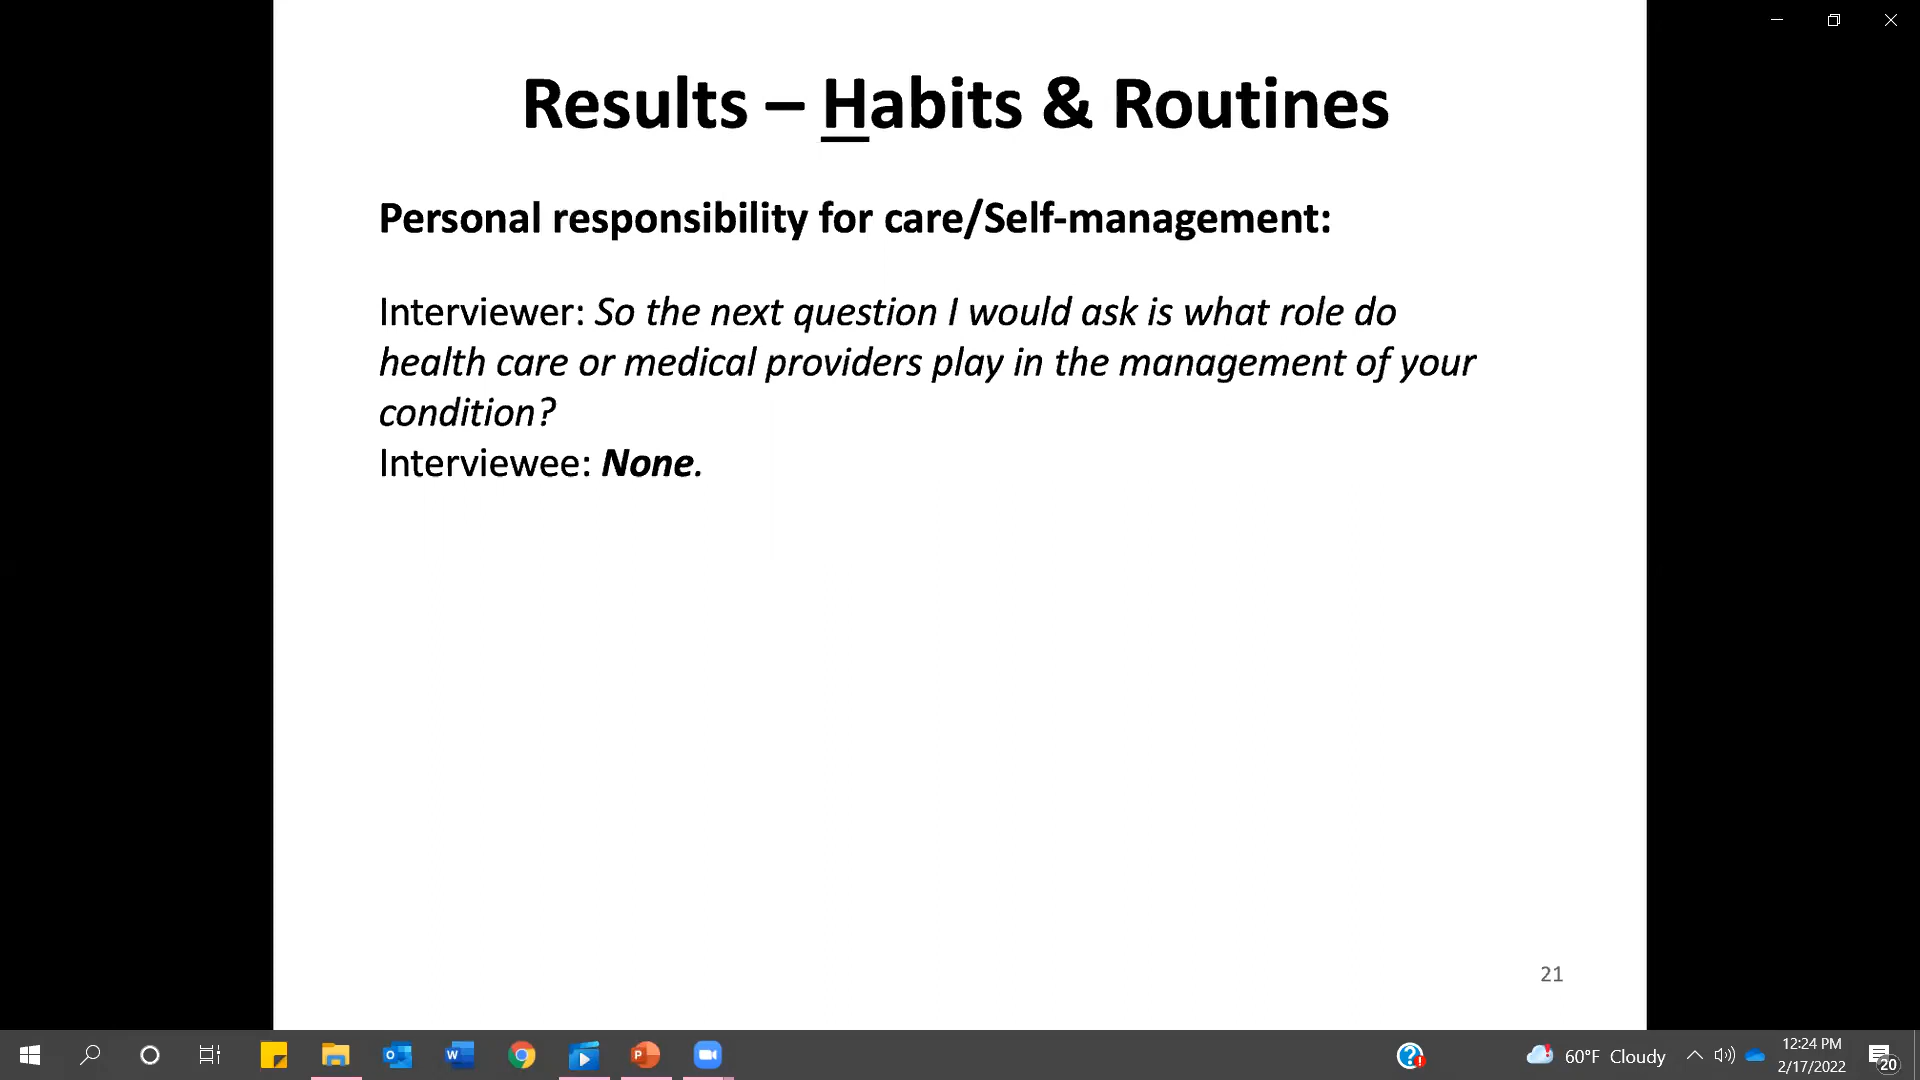 Results – Habits & Routines
Personal responsibility for care/Self-management:
Interviewer: So the next question I would ask is what role do
health care or medical providers play in the management of your
condition?
Interviewee: None.
21
60°F Cloudy
12:24 PM
2/17/2022
20